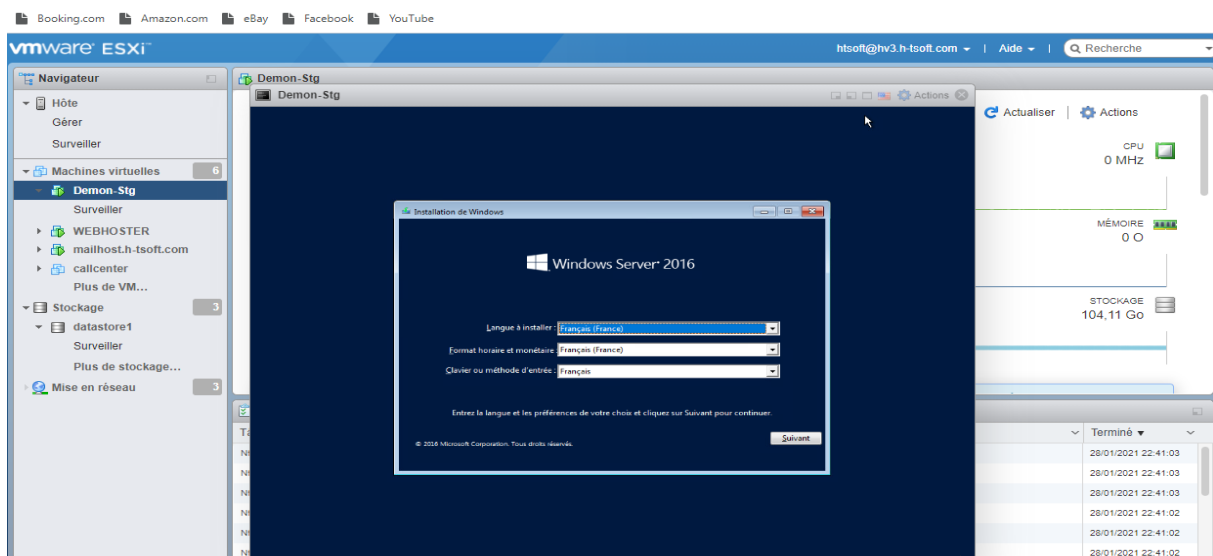 Booking.com Amazon.com eBay Facebook YouTube
vmware ESXi htsoft@hv3.h-tsoft.com Aide Recherche
Navigateur Demon-Stg
Demon-Stg Actions
Hôte
Actualiser Actions
Gérer
Surveiller
CPU
0 MHz
Machines virtuelles 6
Demon-Stg
Installation de Windows
Surveiller
MÉMOIRE
0 O
WEBHOSTER
mailhost.h-tsoft.com
Windows Server 2016
callcenter
Plus de VM...
STOCKAGE
104,11 Go
Stockage 3
datastore1
Langue à installer : Français (France)
Surveiller
Format horaire et monétaire : Français (France)
Plus de stockage...
Clavier ou méthode d'entrée : Français
Mise en réseau 3
Entrez la langue et les préférences de votre choix et cliquez sur Suivant pour continuer.
© 2016 Microsoft Corporation. Tous droits réservés. Suivant
Terminé
28/01/2021 22:41:03
28/01/2021 22:41:03
28/01/2021 22:41:03
28/01/2021 22:41:02
28/01/2021 22:41:02
28/01/2021 22:41:02